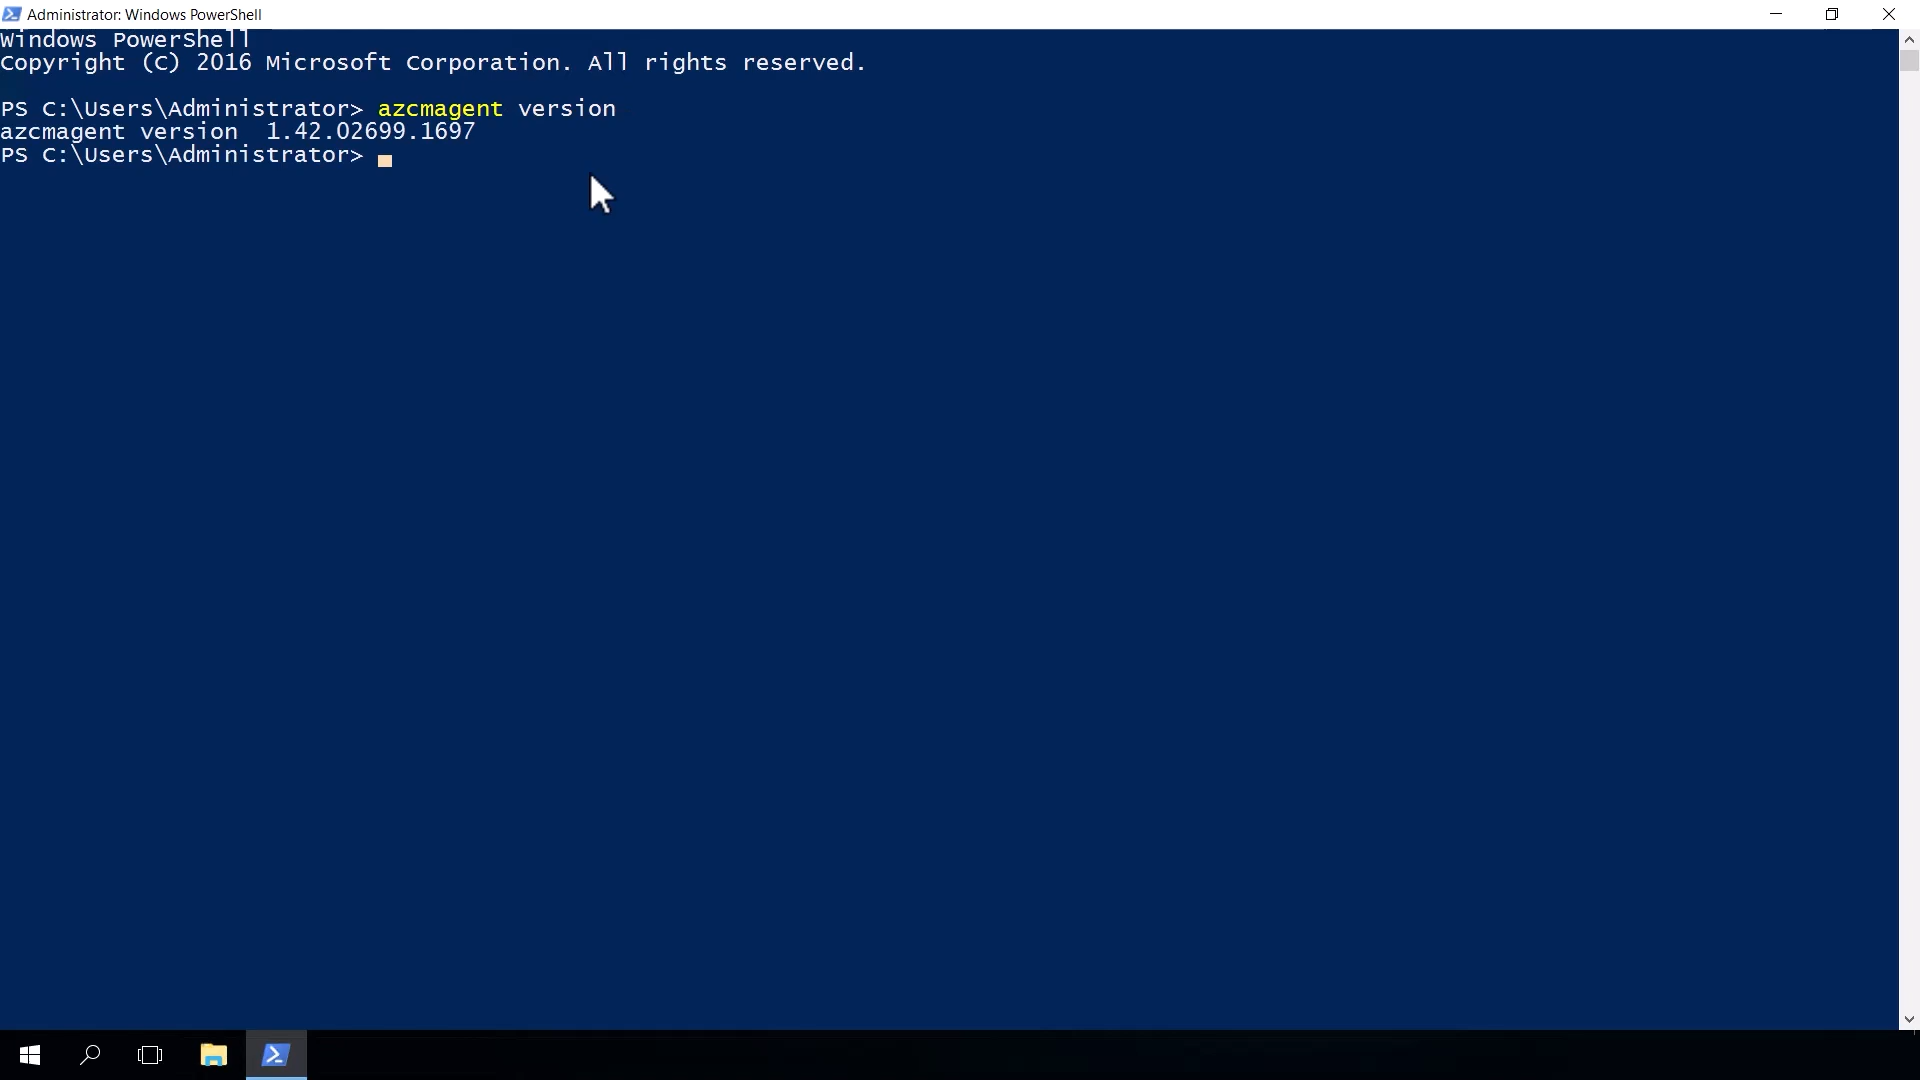 Administrator: Windows PowerShell
Windows PowerShell
Copyright (C) 2016 Microsoft Corporation. All rights reserved.
PS C:\Users\Administrator> azcmagent version
azcmagent version  1.42.02699.1697
PS C:\Users\Administrator>